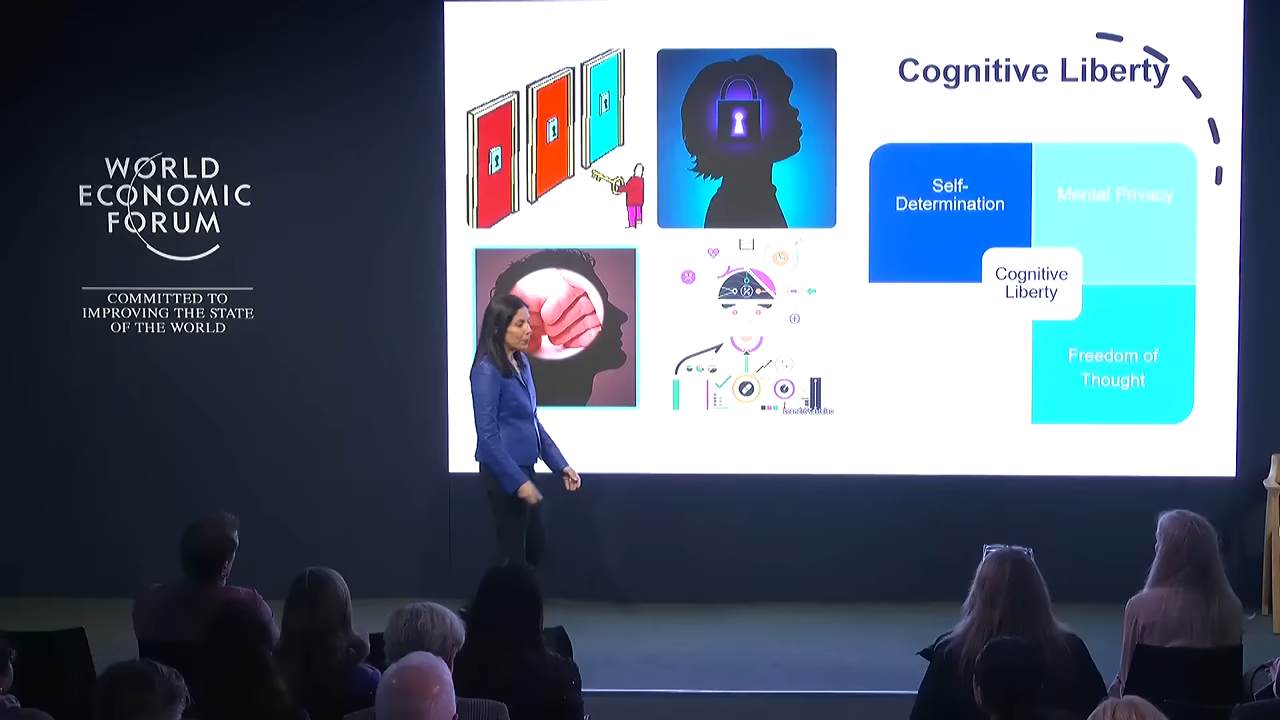 WORLD
ECONOMIC
FORUM
COMMITTED TO
IMPROVING THE STATE
OF THE WORLD
Cognitive Liberty
Self-
Determination
Mental Privacy
Cognitive
Liberty
Freedom of
Thought